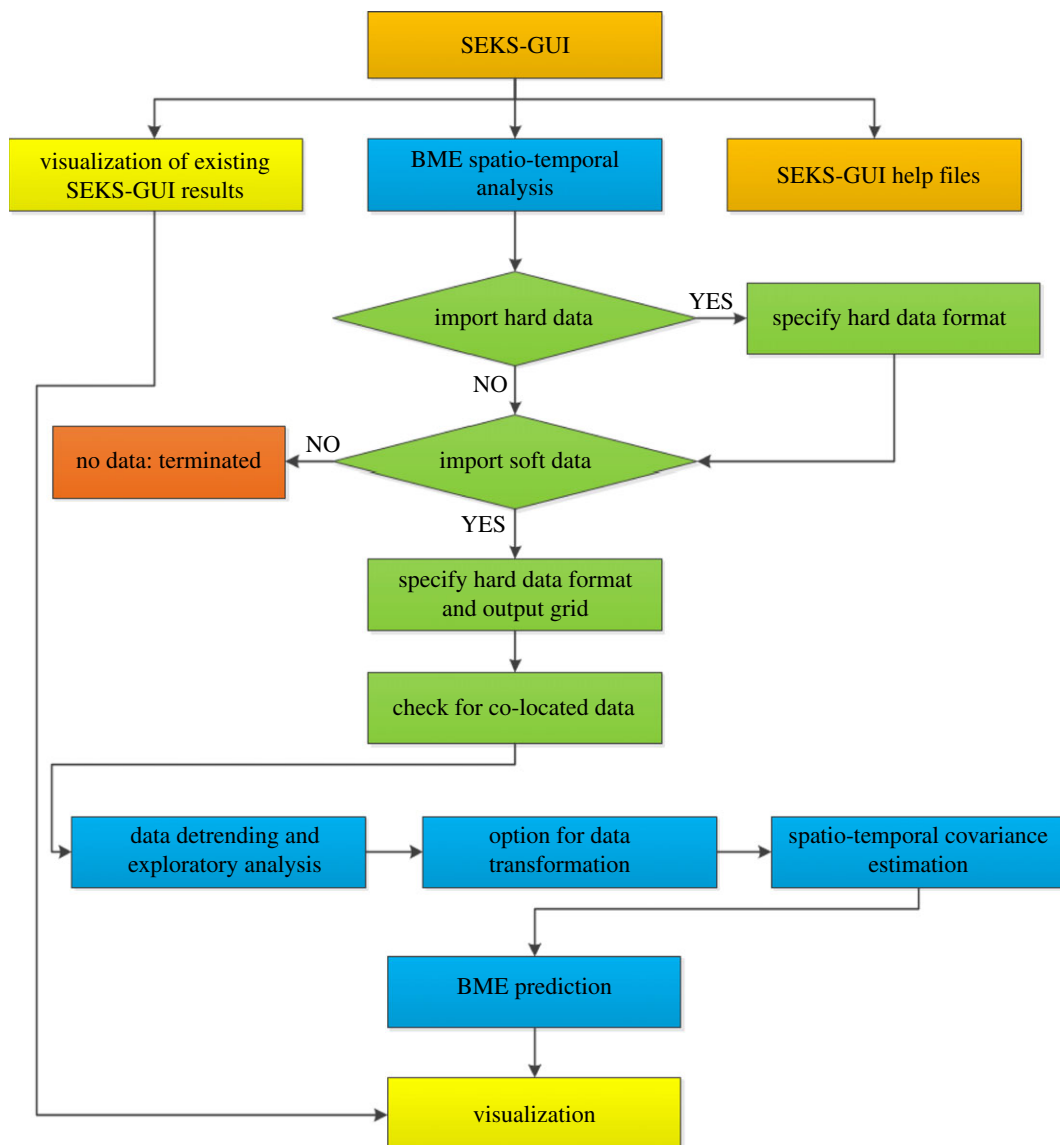 SEKS-GUI
visualization of existing
SEKS-GUI results
BME spatio-temporal
analysis
SEKS-GUI help files
import hard data
YES
specify hard data format
NO
no data: terminated
NO
import soft data
YES
specify hard data format
and output grid
check for co-located data
data detrending and
exploratory analysis
option for data
transformation
spatio-temporal covariance
estimation
BME prediction
visualization